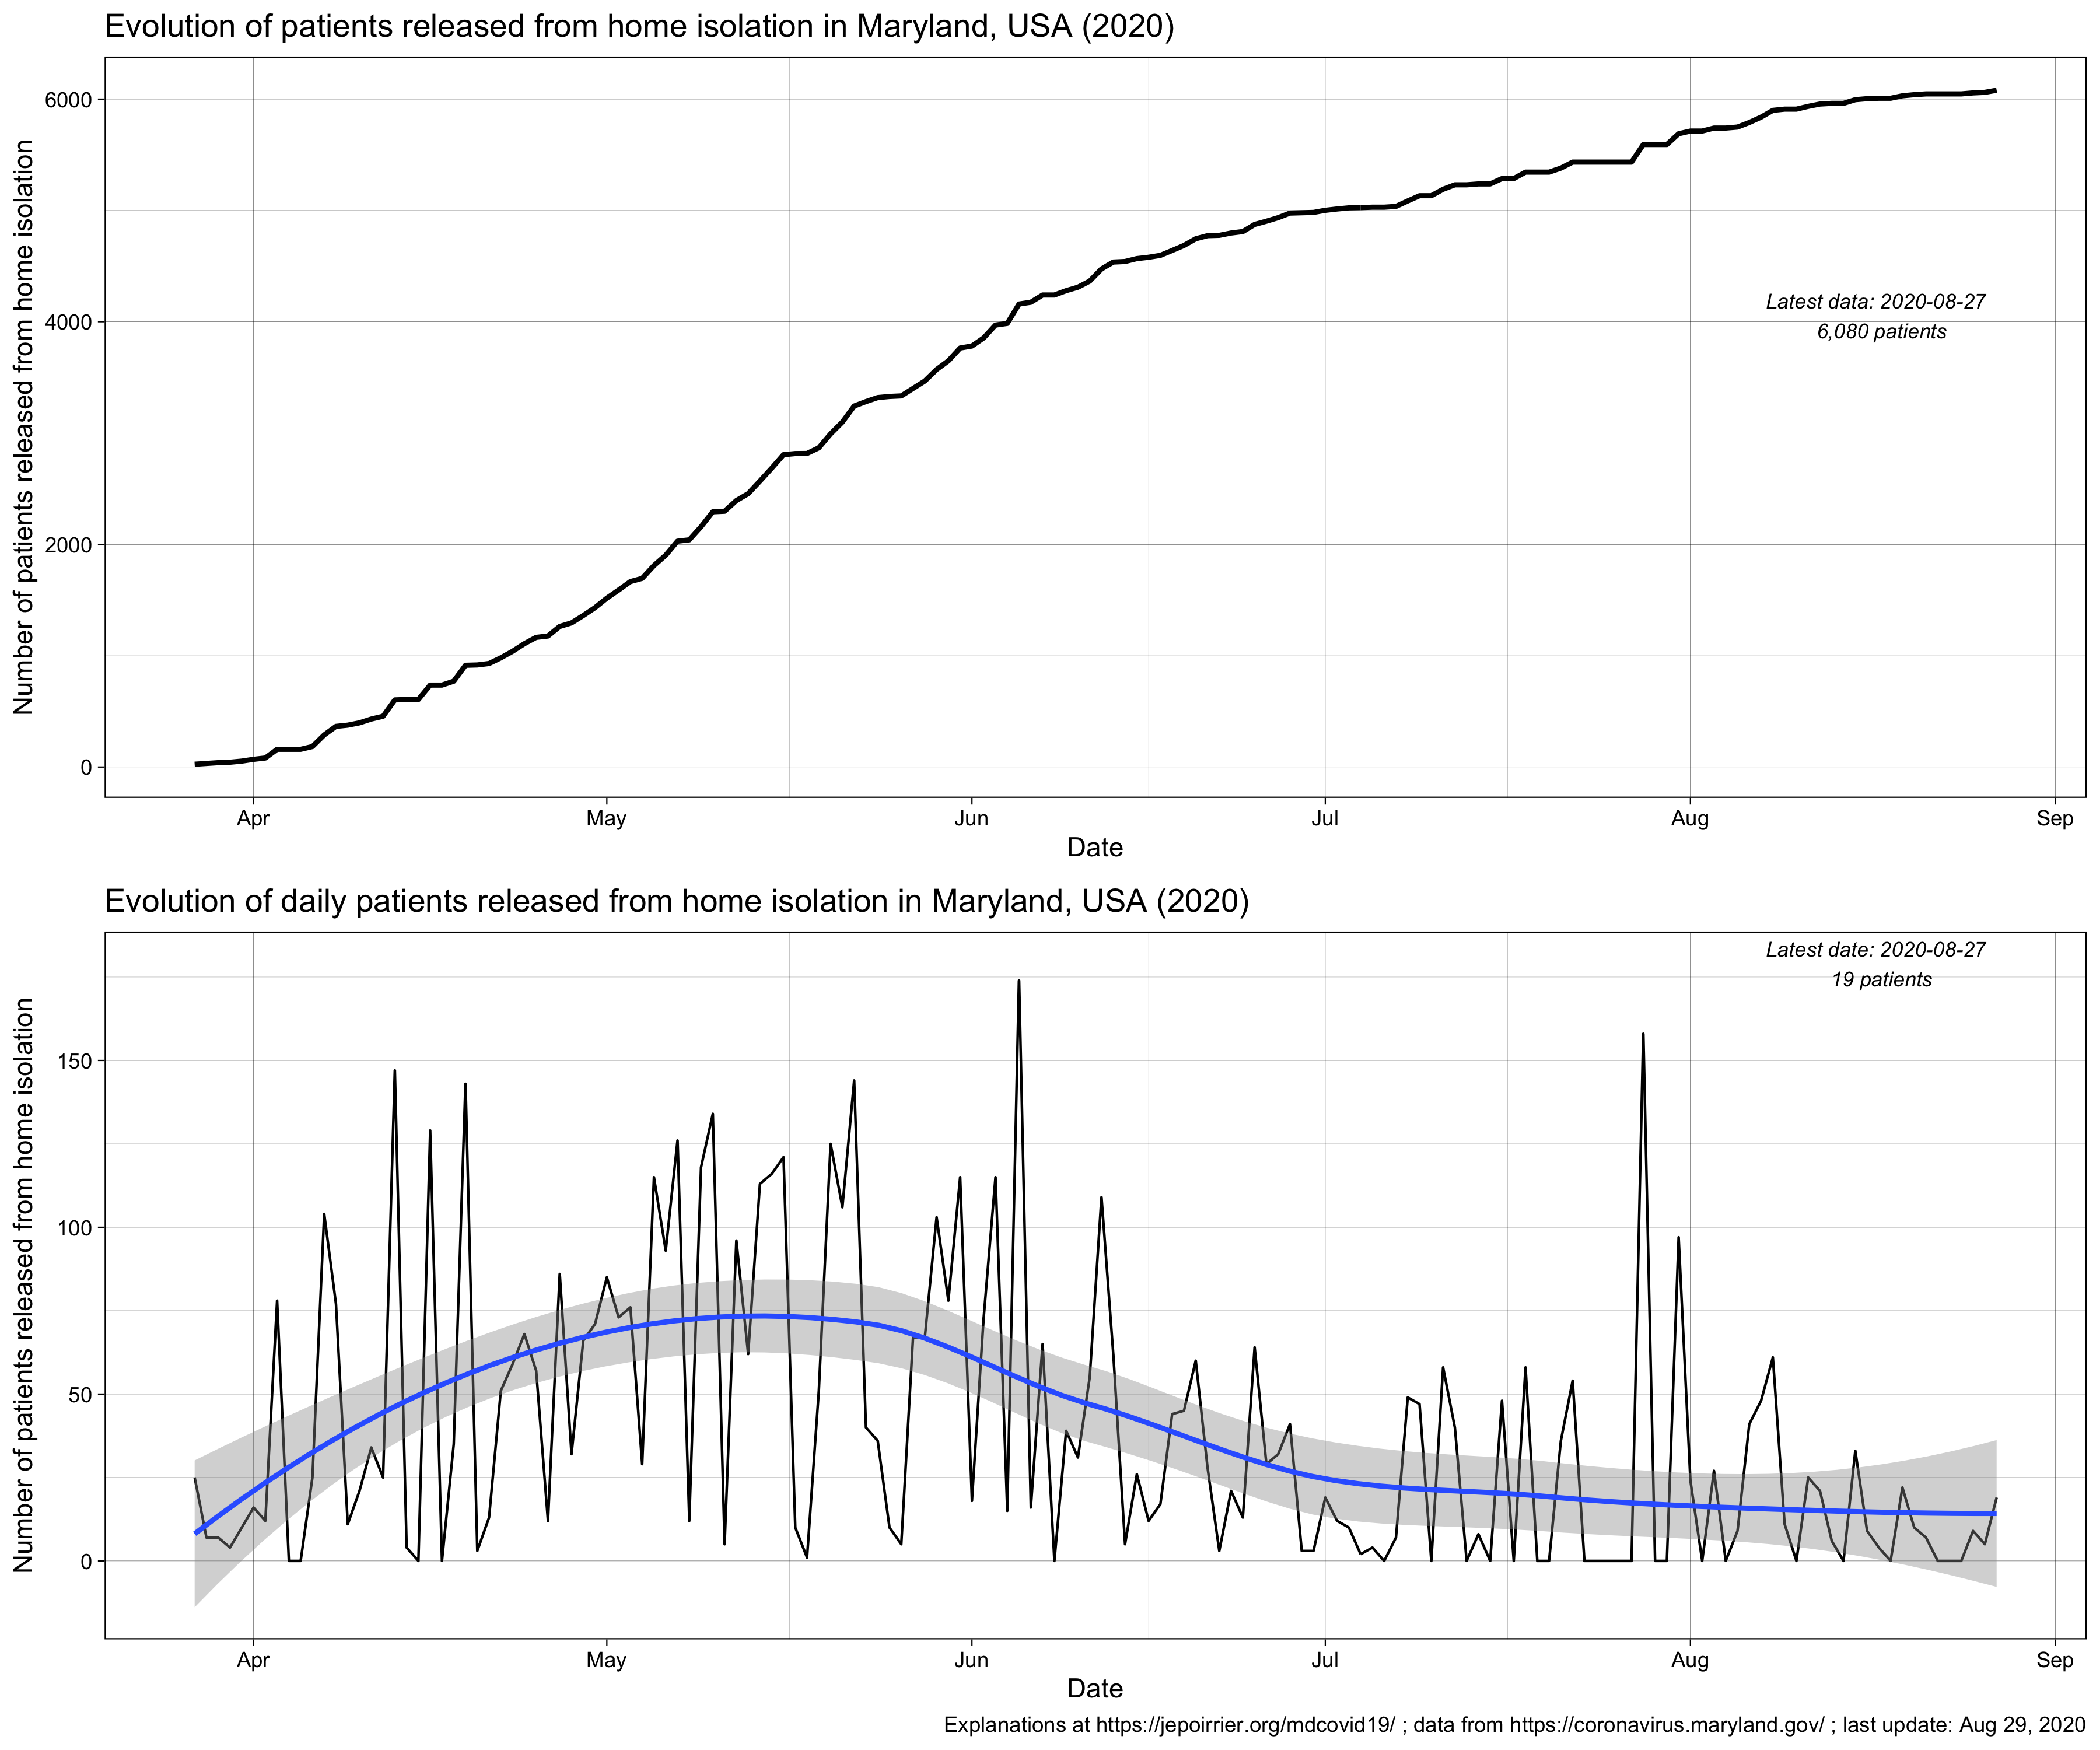 Evolution of patients released from home isolation in Maryland, USA (2020)
Number of patients released from home isolation
6000
4000
2000
0
Latest data: 2020-08-27
6,080 patients
Apr May Jun Jul Aug Sep
Date
Evolution of daily patients released from home isolation in Maryland, USA (2020)
Number of patients released from home isolation
Latest date: 2020-08-27
19 patients
150
100
50
0
Apr May Jun Jul Aug Sep
Date
Explanations at https://jepoirrier.org/mdcovid19/ ; data from https://coronavirus.maryland.gov/ ; last update: Aug 29, 2020